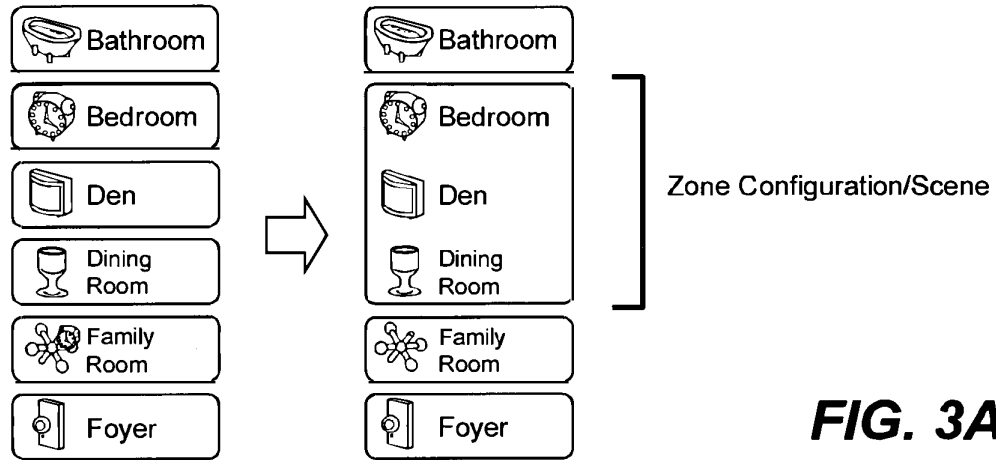 Bathroom
Bedroom
Den
Dining
Room
Family
Room
Foyer
Bathroom
Bedroom
Den
Dining
Room
Family
Room
Foyer
Zone Configuration/Scene
FIG. 3A